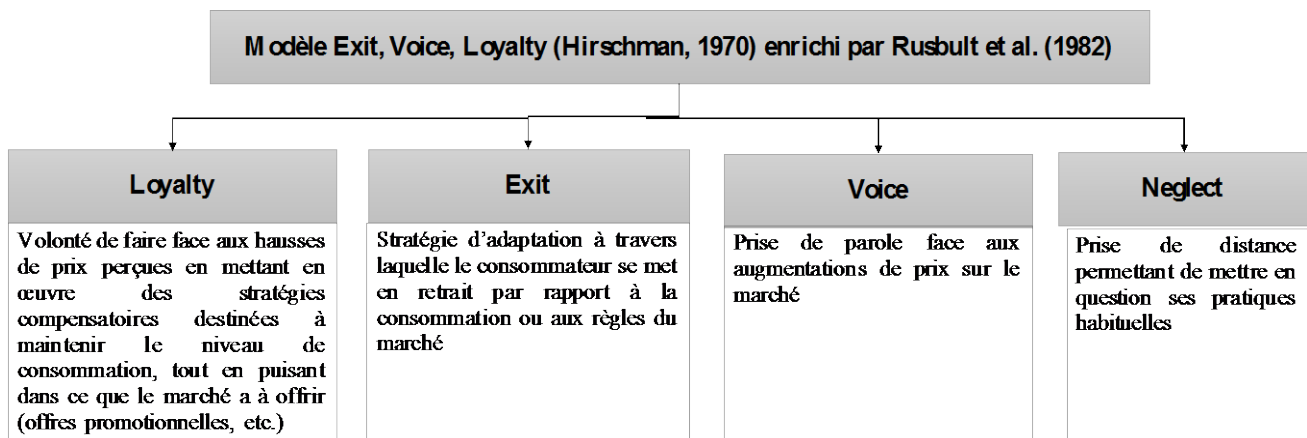 Modèle Exit, Voice, Loyalty (Hirschman, 1970) enrichi par Rusbult et al. (1982)
Loyalty
Volonté de faire face aux hausses
de prix perçues en mettant en
œuvre des stratégies
compensatoires destinées à
maintenir le niveau de
consommation, tout en puisant
dans ce que le marché a à offrir
(offres promotionnelles, etc.)
Exit
Stratégie d'adaptation à travers
laquelle le consommateur se met
en retrait par rapport à la
consommation ou aux règles du
marché
Voice
Prise de parole face aux
augmentations de prix sur le
marché
Neglect
Prise de distance
permettant de mettre en
question ses pratiques
habituelles